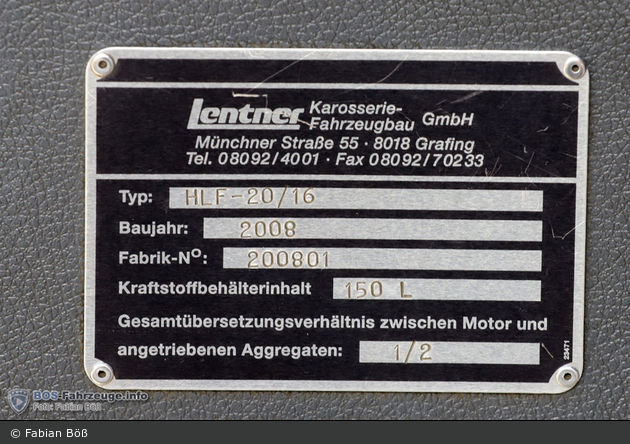 Lentner Karosserie-
Fahrzeugbau GmbH
Münchner Straße 55 · 8018 Grafing
Tel. 08092/4001 · Fax 08092/70233
Typ: HLF-20/16
Baujahr: 2008
Fabrik-Nº: 200801
Kraftstoffbehälterinhalt 150 L
Gesamtübersetzungsverhältnis zwischen Motor und
angetriebenen Aggregaten: 1/2
23471
BOS-Fahrzeuge.info
Foto: Fabian Böß
© Fabian Böß